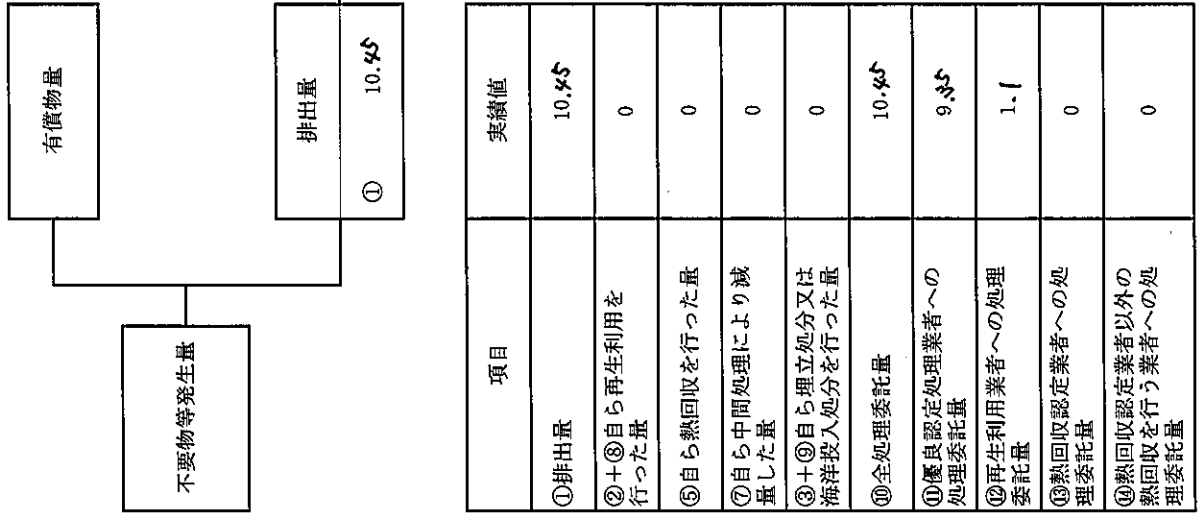 不要物等発生量
有償物量
排出量
① 10.45
項目 実績値
①排出量 10.45
②+⑧自ら再生利用を
行った量 0
⑤自ら熱回収を行った量 0
⑦自ら中間処理により減
量した量 0
③+⑨自ら埋立処分又は
海洋投入処分を行った量 0
⑩全処理委託量 10.45
⑪優良認定処理業者への
処理委託量 9.35
⑫再生利用業者への処理
委託量 1.1
⑬熱回収認定業者への処
理委託量 0
⑭熱回収認定業者以外の
熱回収を行う業者への処
理委託量 0